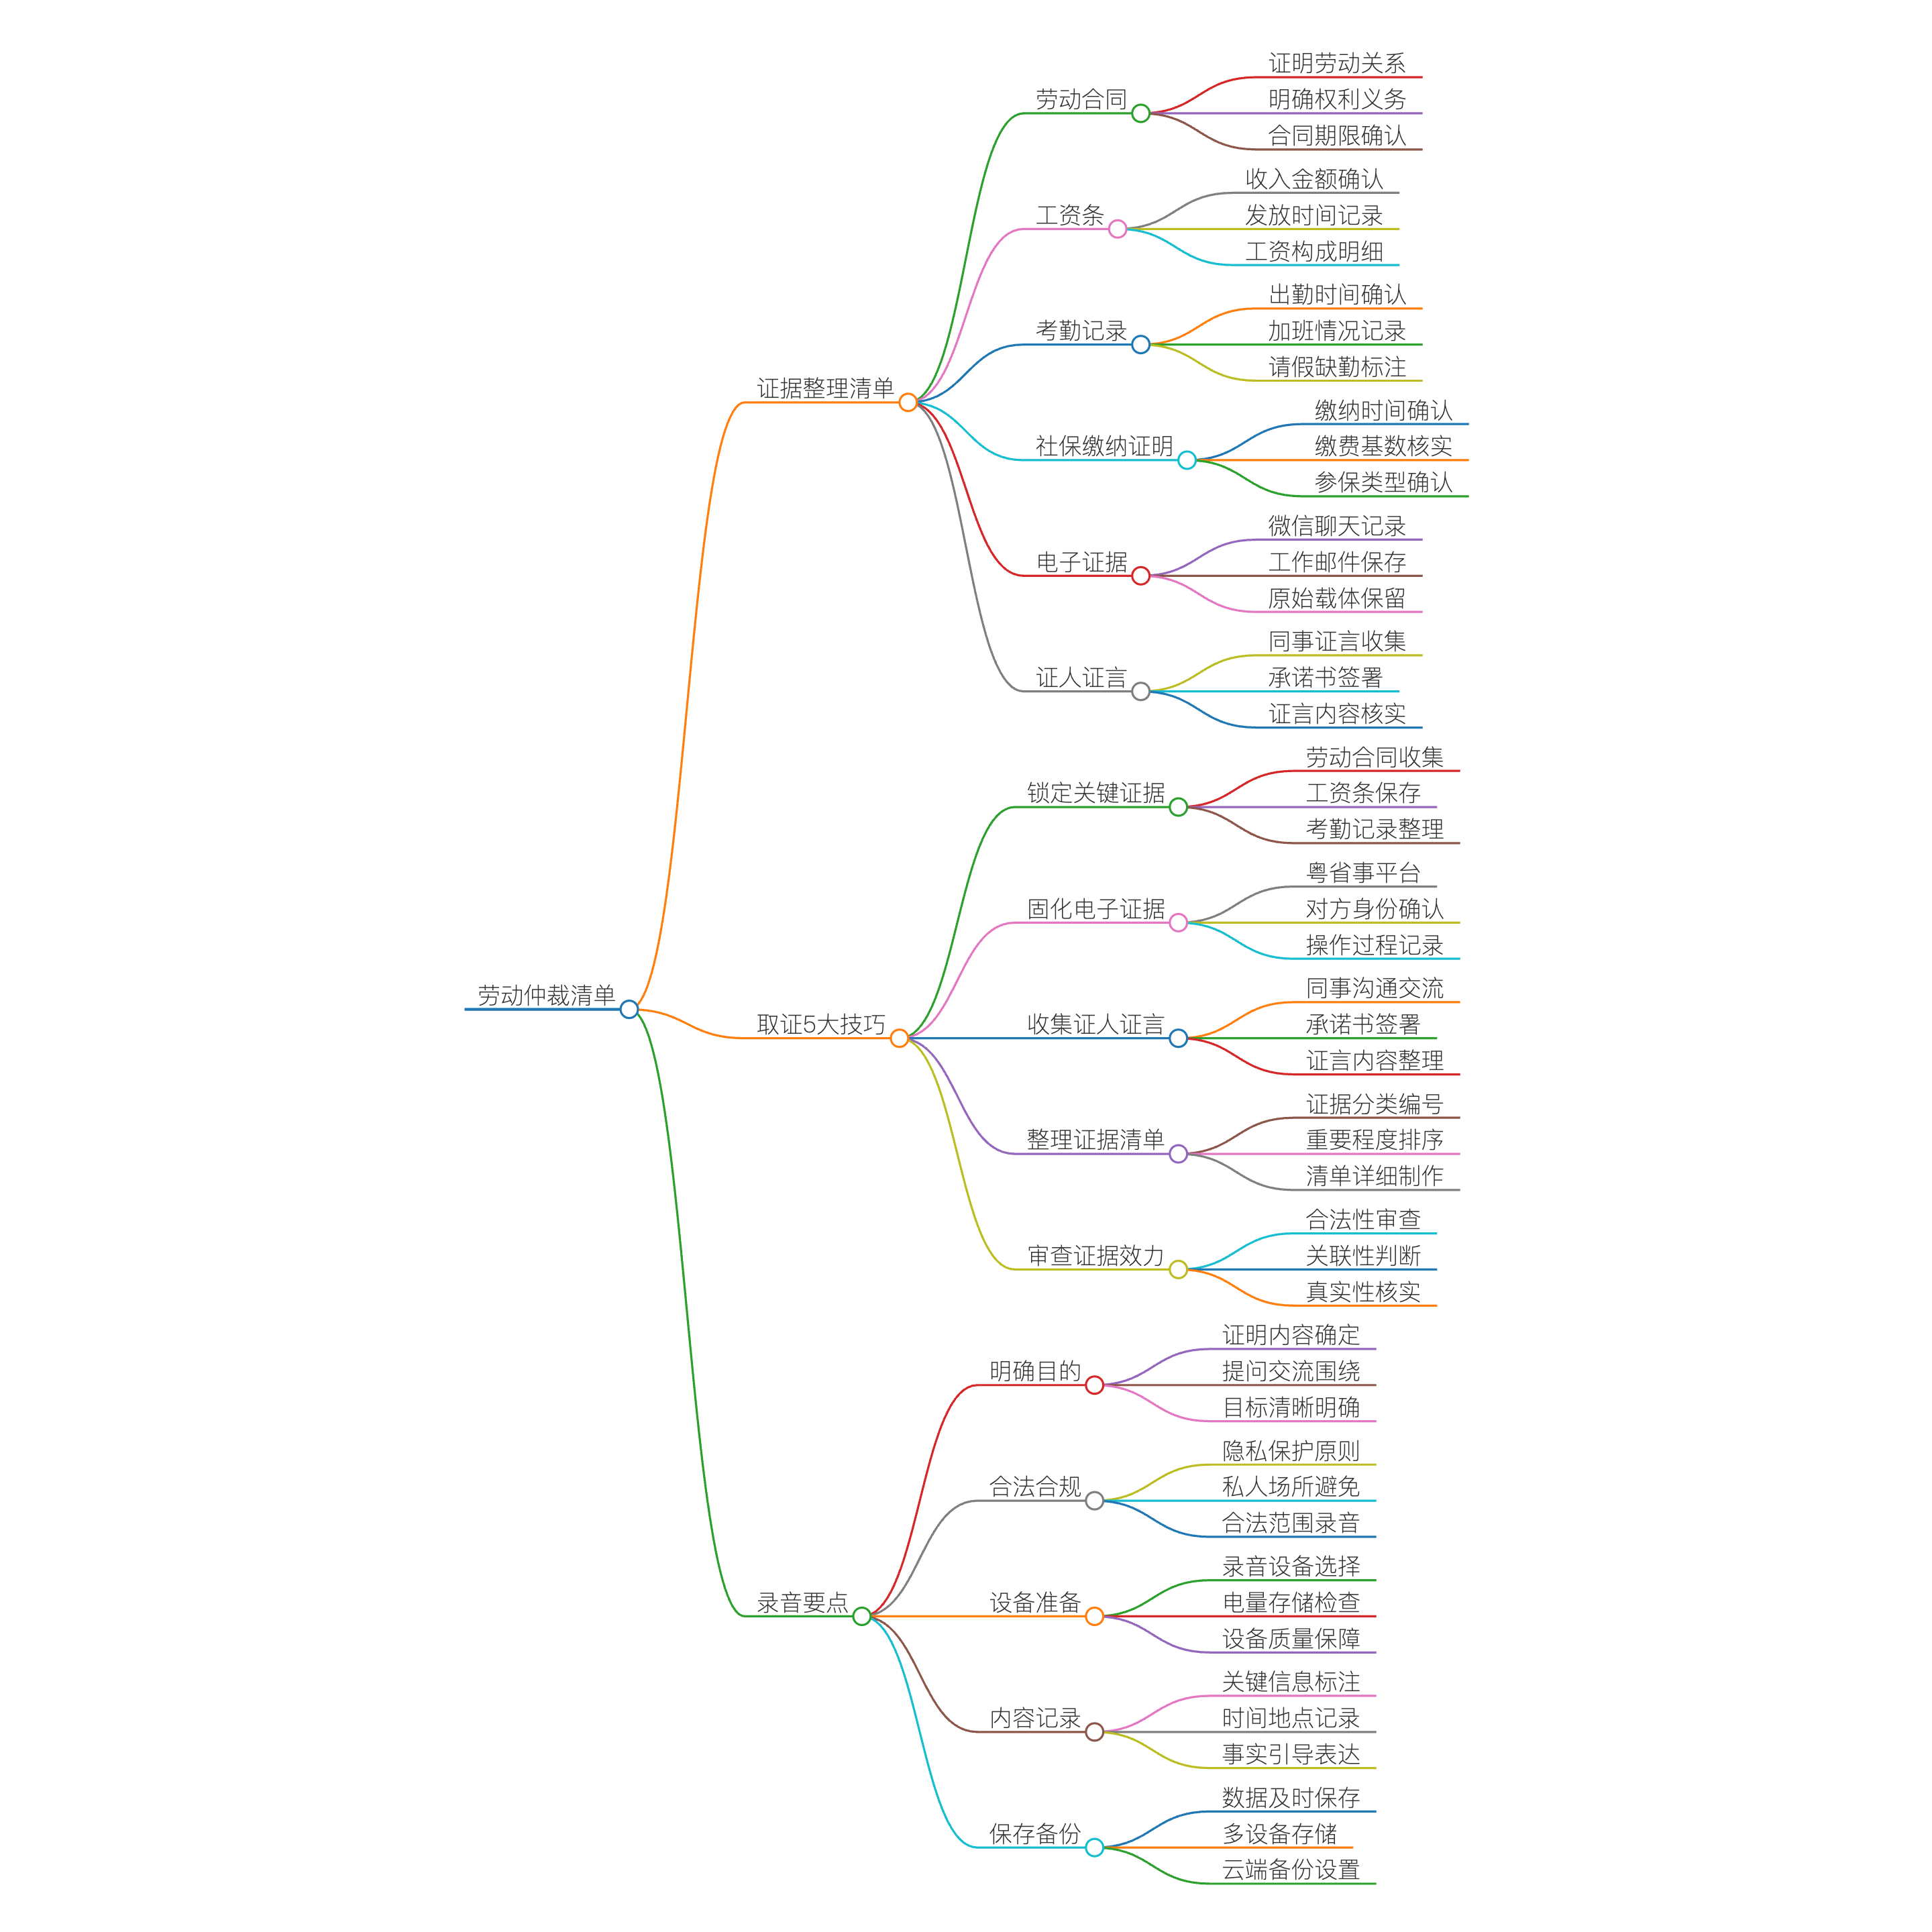 劳动仲裁清单
证据整理清单
劳动合同
证明劳动关系
明确权利义务
合同期限确认
工资条
收入金额确认
发放时间记录
工资构成明细
考勤记录
出勤时间确认
加班情况记录
请假缺勤标注
社保缴纳证明
缴纳时间确认
缴费基数核实
参保类型确认
电子证据
微信聊天记录
工作邮件保存
原始载体保留
证人证言
同事证言收集
承诺书签署
证言内容核实
取证5大技巧
锁定关键证据
劳动合同收集
工资条保存
考勤记录整理
固化电子证据
粤省事平台
对方身份确认
操作过程记录
收集证人证言
同事沟通交流
承诺书签署
证言内容整理
整理证据清单
证据分类编号
重要程度排序
清单详细制作
审查证据效力
合法性审查
关联性判断
真实性核实
录音要点
明确目的
证明内容确定
提问交流围绕
目标清晰明确
合法合规
隐私保护原则
私人场所避免
合法范围录音
设备准备
录音设备选择
电量存储检查
设备质量保障
内容记录
关键信息标注
时间地点记录
事实引导表达
保存备份
数据及时保存
多设备存储
云端备份设置